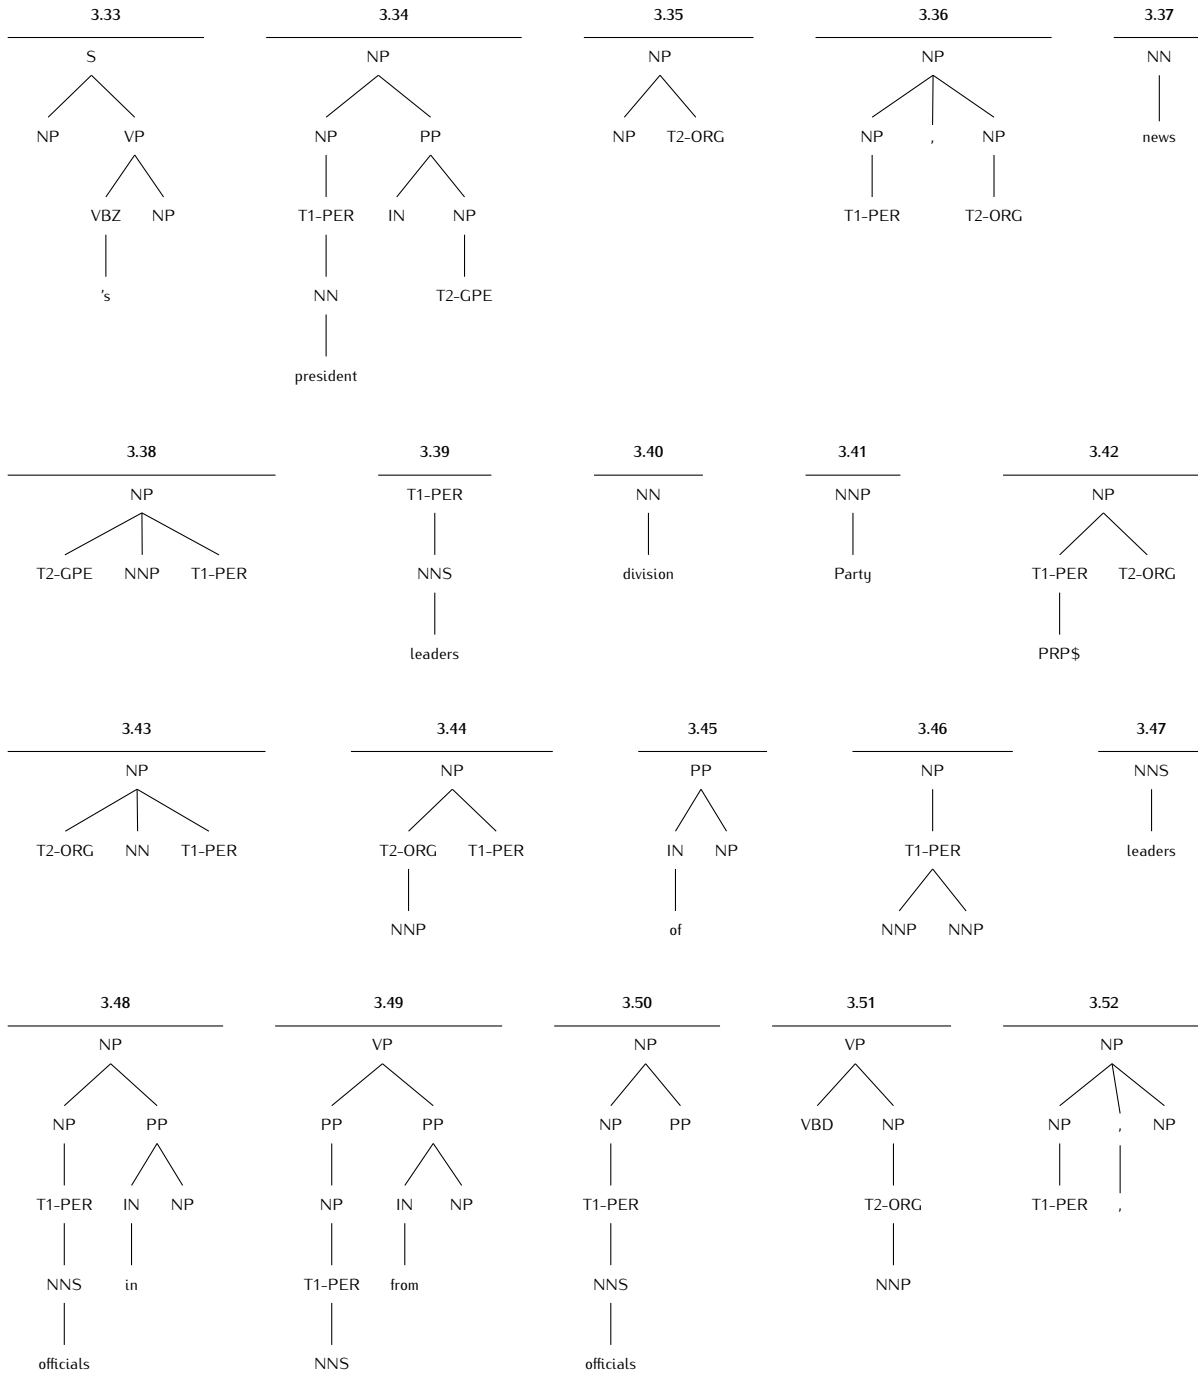 3.33 3.34 3.35 3.36 3.37
S NP NP NP NN
NP VP NP PP NP T2-ORG NP , NP news
VBZ NP T1-PER IN NP T1-PER T2-ORG
's NN T2-GPE
president
3.38 3.39 3.40 3.41 3.42
NP T1-PER NN NNP NP
T2-GPE NNP T1-PER NNS division Party T1-PER T2-ORG
leaders PRP$
3.43 3.44 3.45 3.46 3.47
NP NP PP NP NNS
T2-ORG NN T1-PER T2-ORG T1-PER IN NP T1-PER leaders
NNP of NNP NNP
3.48 3.49 3.50 3.51 3.52
NP VP NP VP NP
NP PP PP PP NP PP VBD NP NP , NP
T1-PER IN NP NP IN NP T1-PER T2-ORG T1-PER ,
NNS in T1-PER from NNS NNP
officials NNS officials